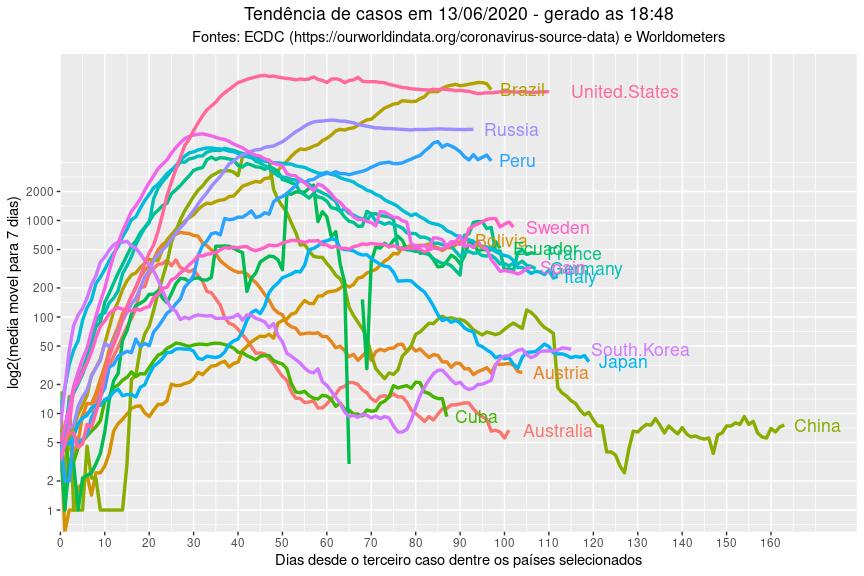 Tendência de casos em 13/06/2020 - gerado as 18:48
Fontes: ECDC (https://ourworldindata.org/coronavirus-source-data) e Worldometers
log2(media movel para 7 dias)
2000
1000
500
200
100
50
20
10
5
2
1
Brazil
United.States
Russia
Peru
Sweden
Bolivia
Ecuador
France
Spain
Germany
Italy
South.Korea
Japan
Austria
Cuba
Australia
China
0 10 20 30 40 50 60 70 80 90 100 110 120 130 140 150 160
Dias desde o terceiro caso dentre os países selecionados